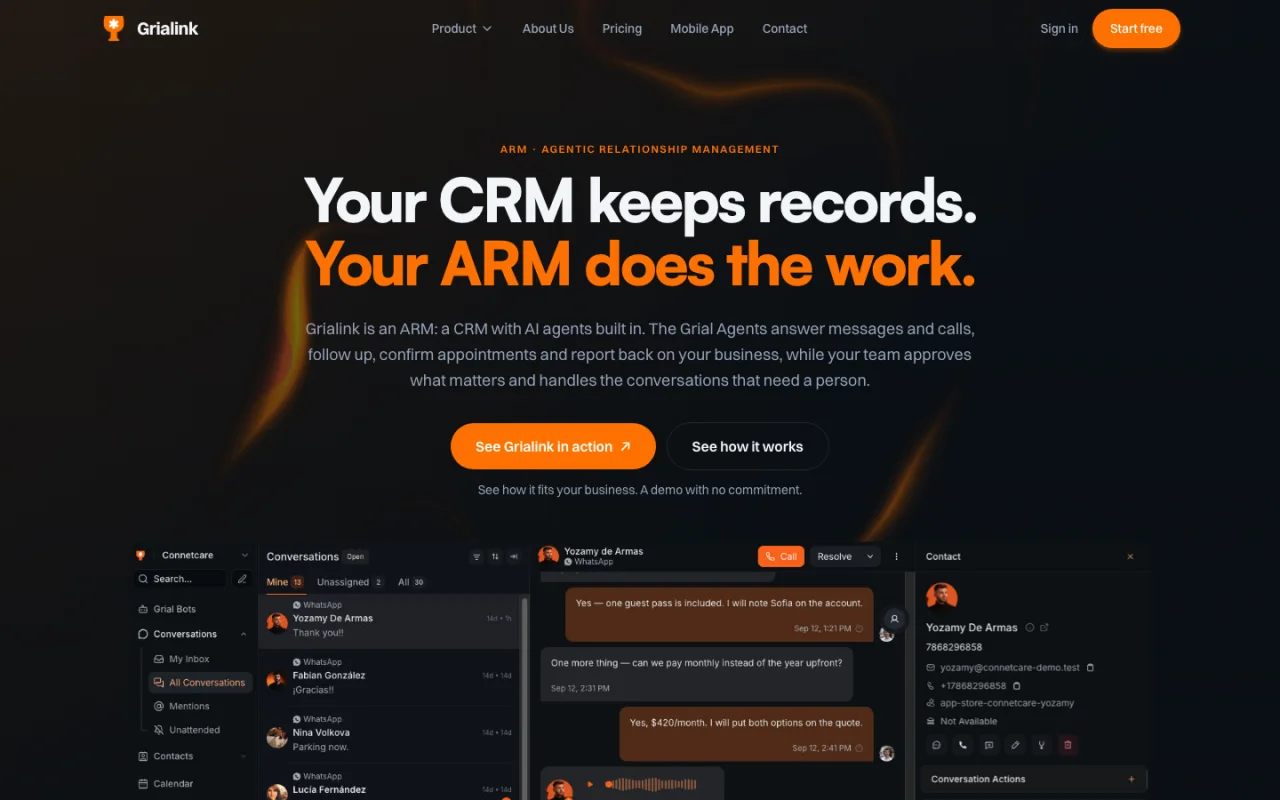 Grialink
Product
About Us
Pricing
Mobile App
Contact
Sign in
Start free
ARM · AGENTIC RELATIONSHIP MANAGEMENT
Your CRM keeps records.
Your ARM does the work.
Grialink is an ARM: a CRM with AI agents built in. The Grial Agents answer messages and calls,
follow up, confirm appointments and report back on your business, while your team approves
what matters and handles the conversations that need a person.
See Grialink in action
See how it works
See how it fits your business. A demo with no commitment.
Connetcare
Search...
Grial Bots
Conversations
My Inbox
All Conversations
Mentions
Unattended
Contacts
Calendar
Conversations Open
Mine 13
Unassigned 2
All 30
WhatsApp
Yozamy De Armas
14d • 1h
Thank you!!
WhatsApp
Fabian González
14d • 14d
¡Gracias!!
WhatsApp
Nina Volkova
14d • 14d
Parking now.
WhatsApp
Lucía Fernández
14d • 14d
Yozamy de Armas
WhatsApp
Call
Resolve
Yes — one guest pass is included. I will note Sofia on the account.
Sep 12, 1:21 PM
One more thing — can we pay monthly instead of the year upfront?
Sep 12, 2:31 PM
Yes, $420/month. I will put both options on the quote.
Sep 12, 2:41 PM
Contact
Yozamy De Armas
7868296858
yozamy@connetcare-demo.test
+17868296858
app-store-connetcare-yozamy
Not Available
Conversation Actions